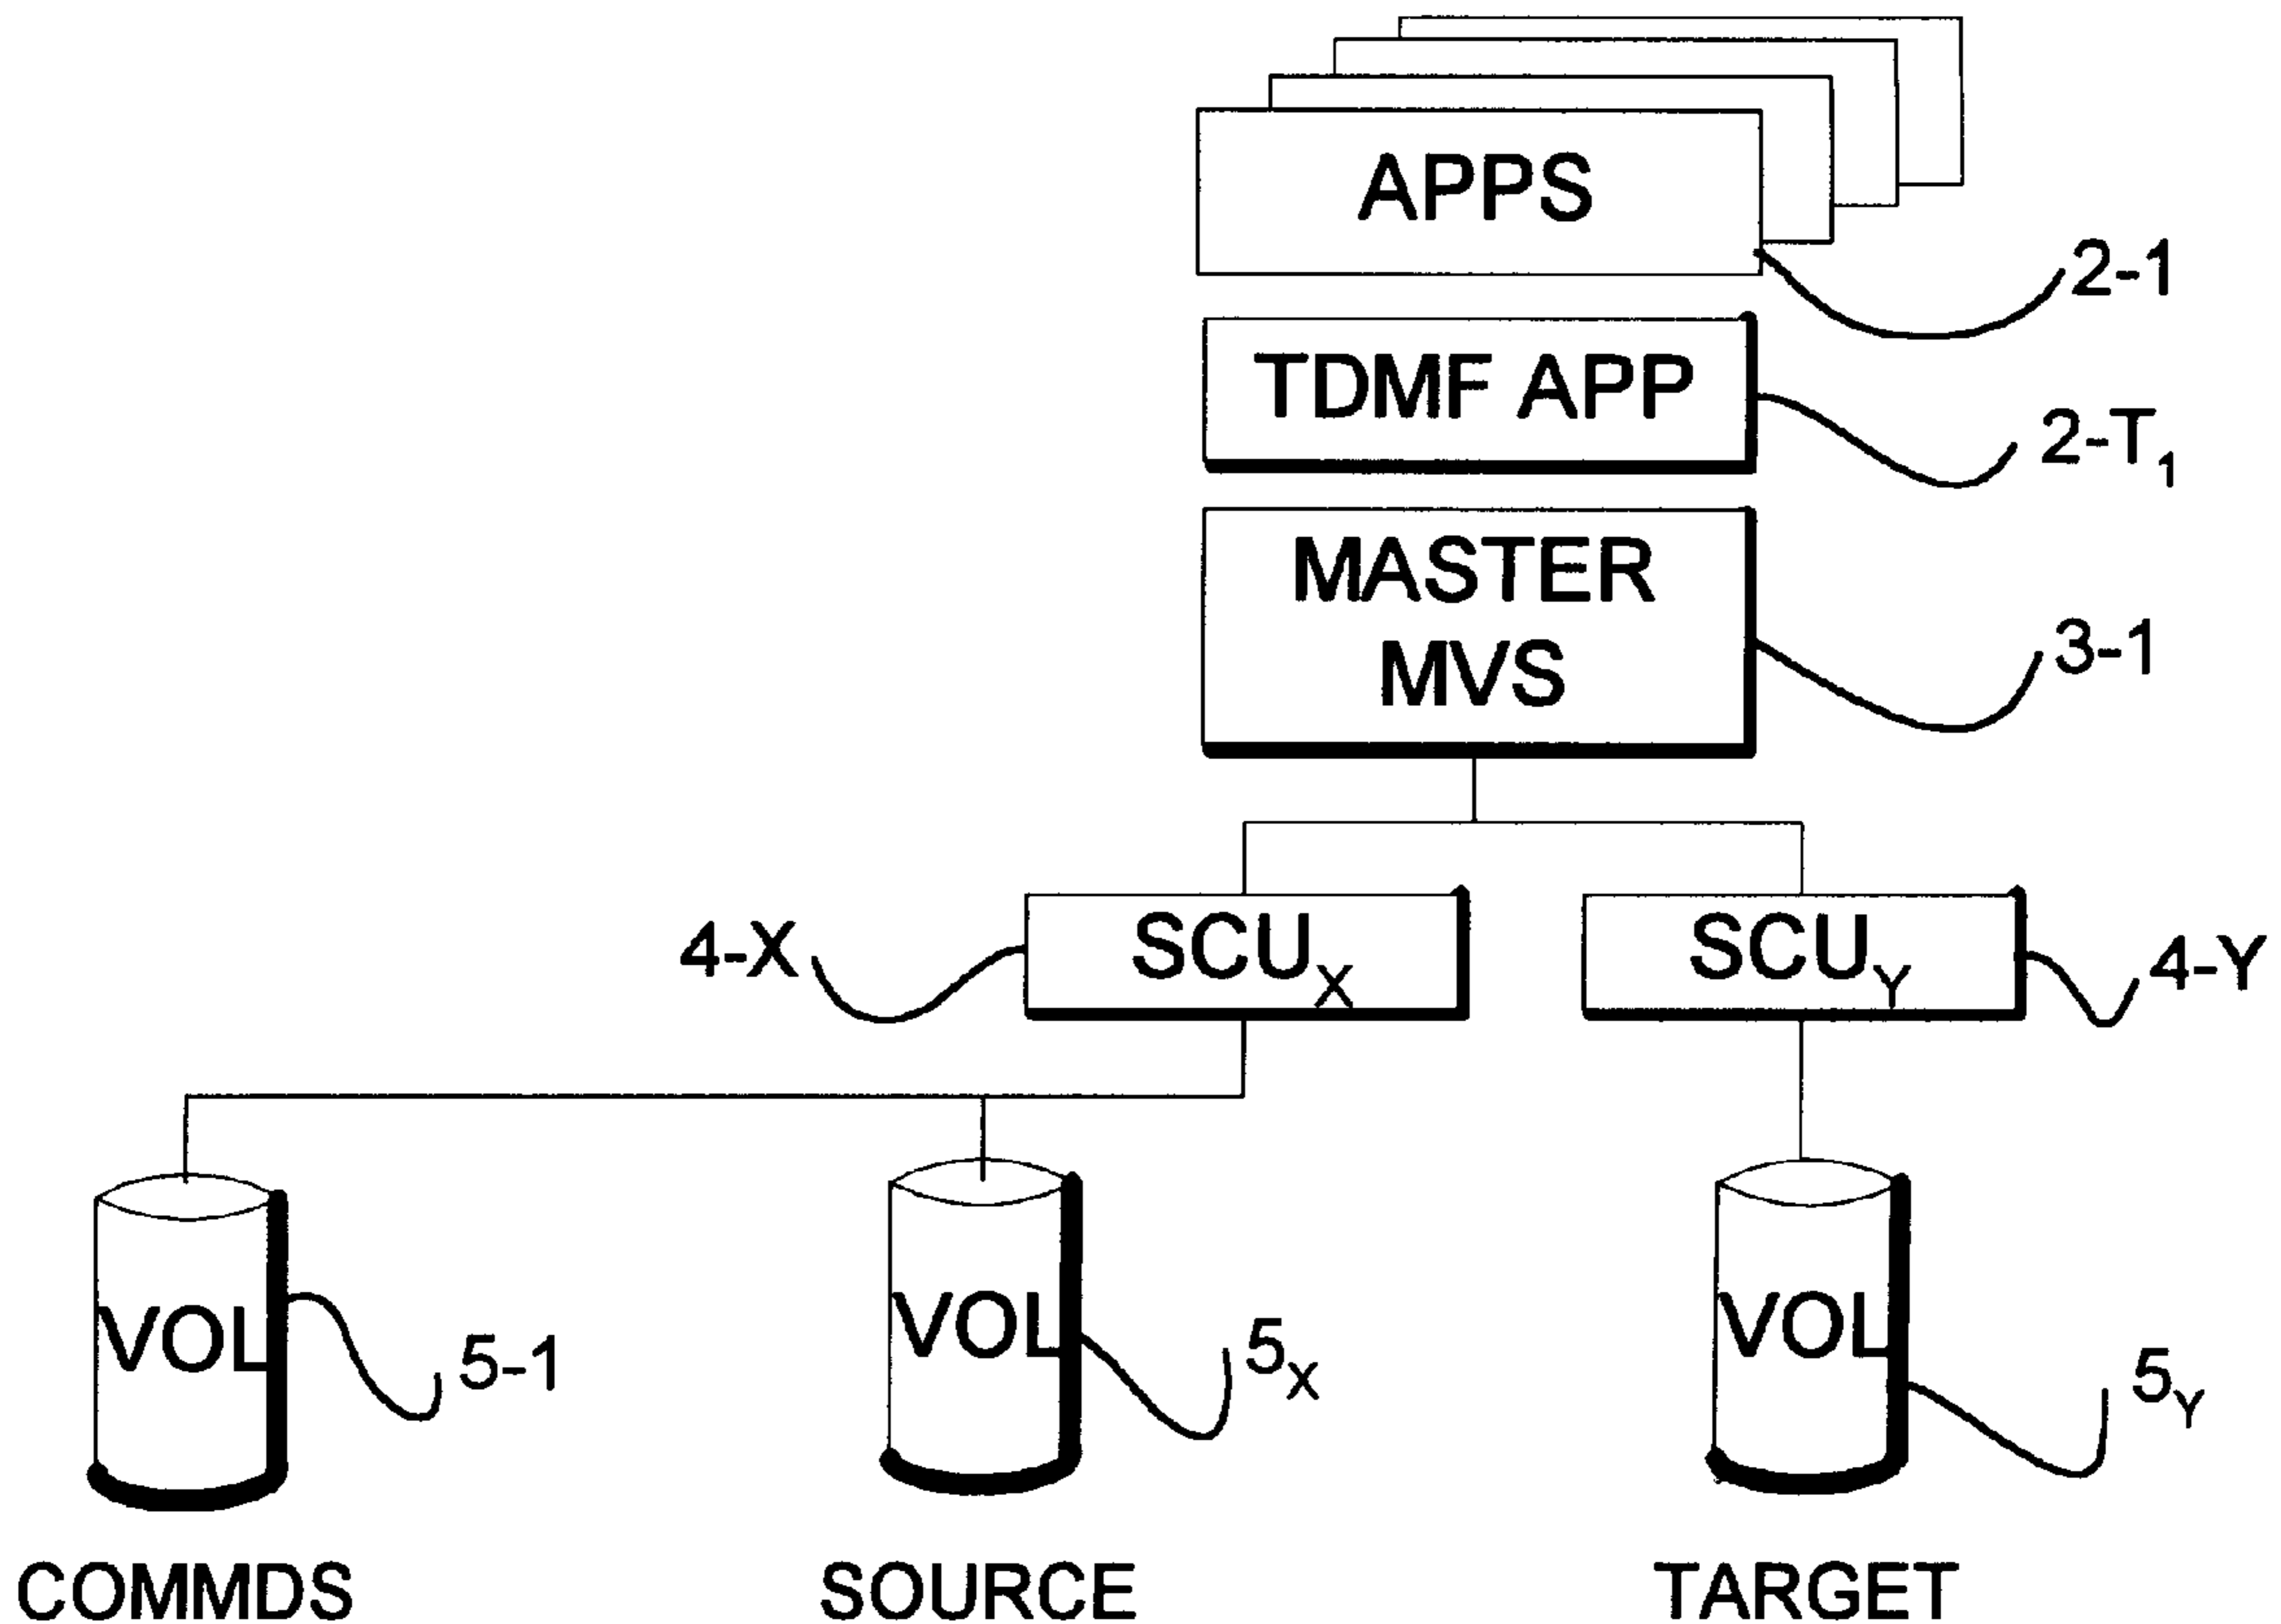 APPS
2-1
TDMF APP
2-T₁
MASTER
MVS
3-1
4-X
SCUₓ
SCUY
4-Y
VOL
5-1
VOL
5ₓ
VOL
5Y
COMMDS
SOURCE
TARGET